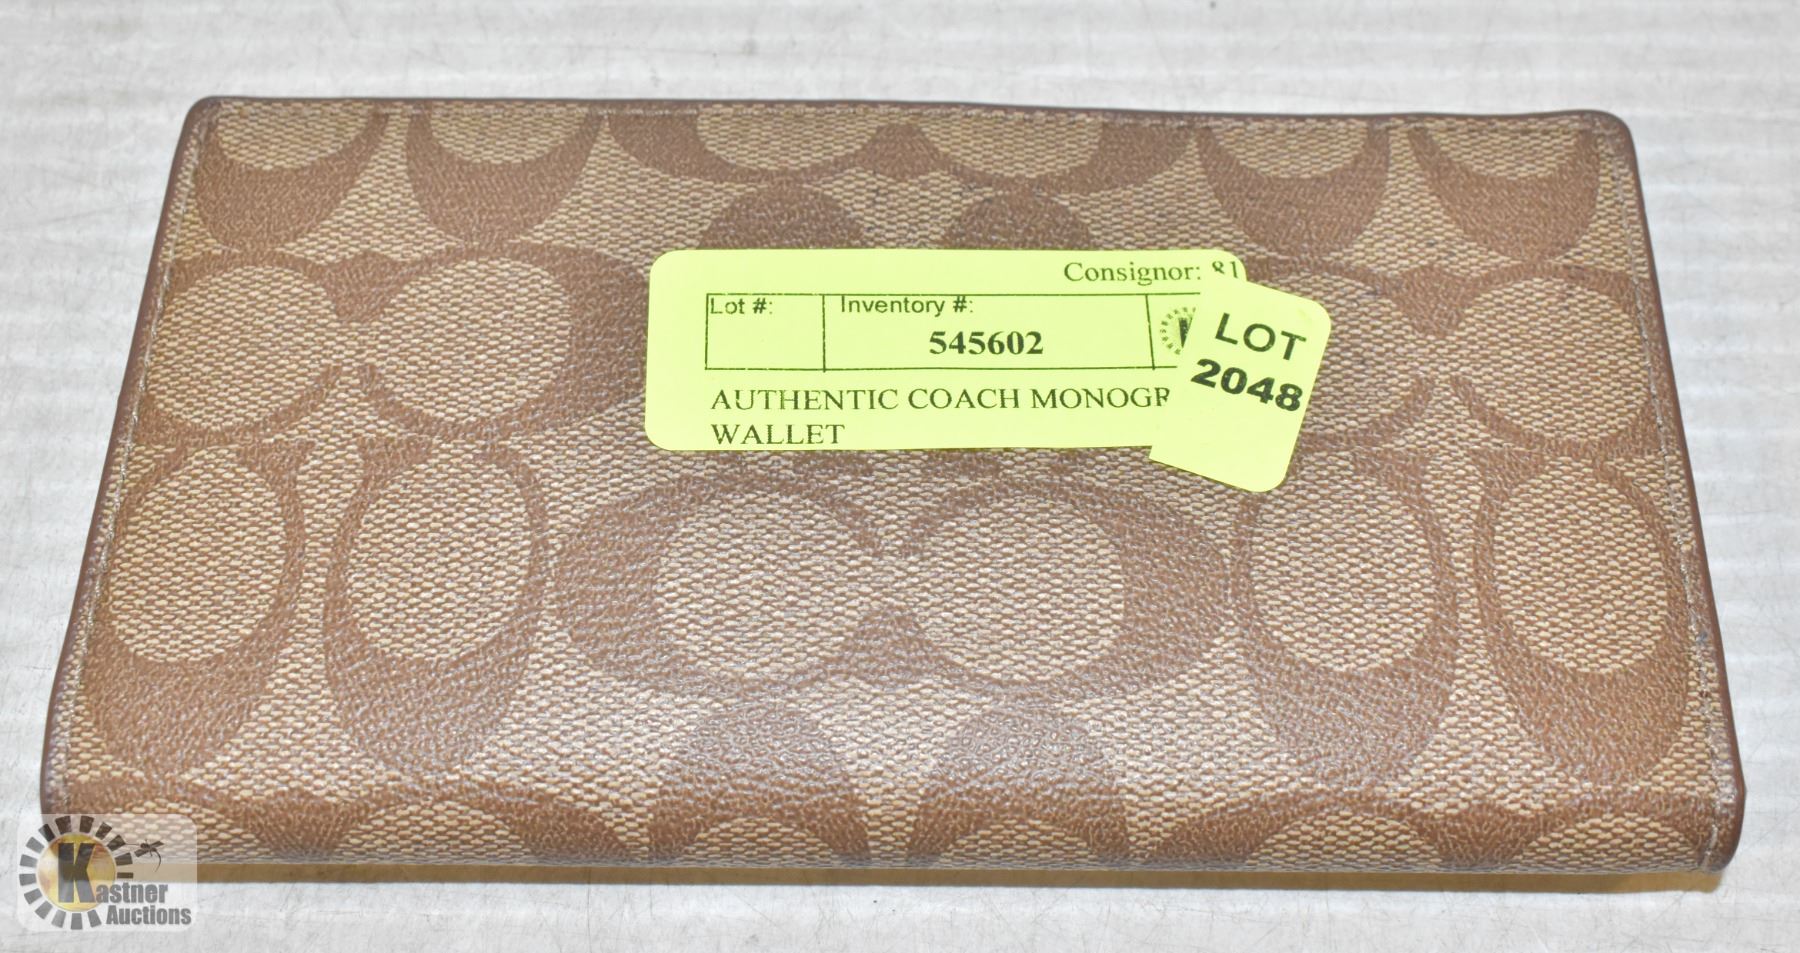 Consignor: 81
Lot #: Inventory #:
545602
LOT
2048
AUTHENTIC COACH MONOGR
WALLET
Kastner
Auctions